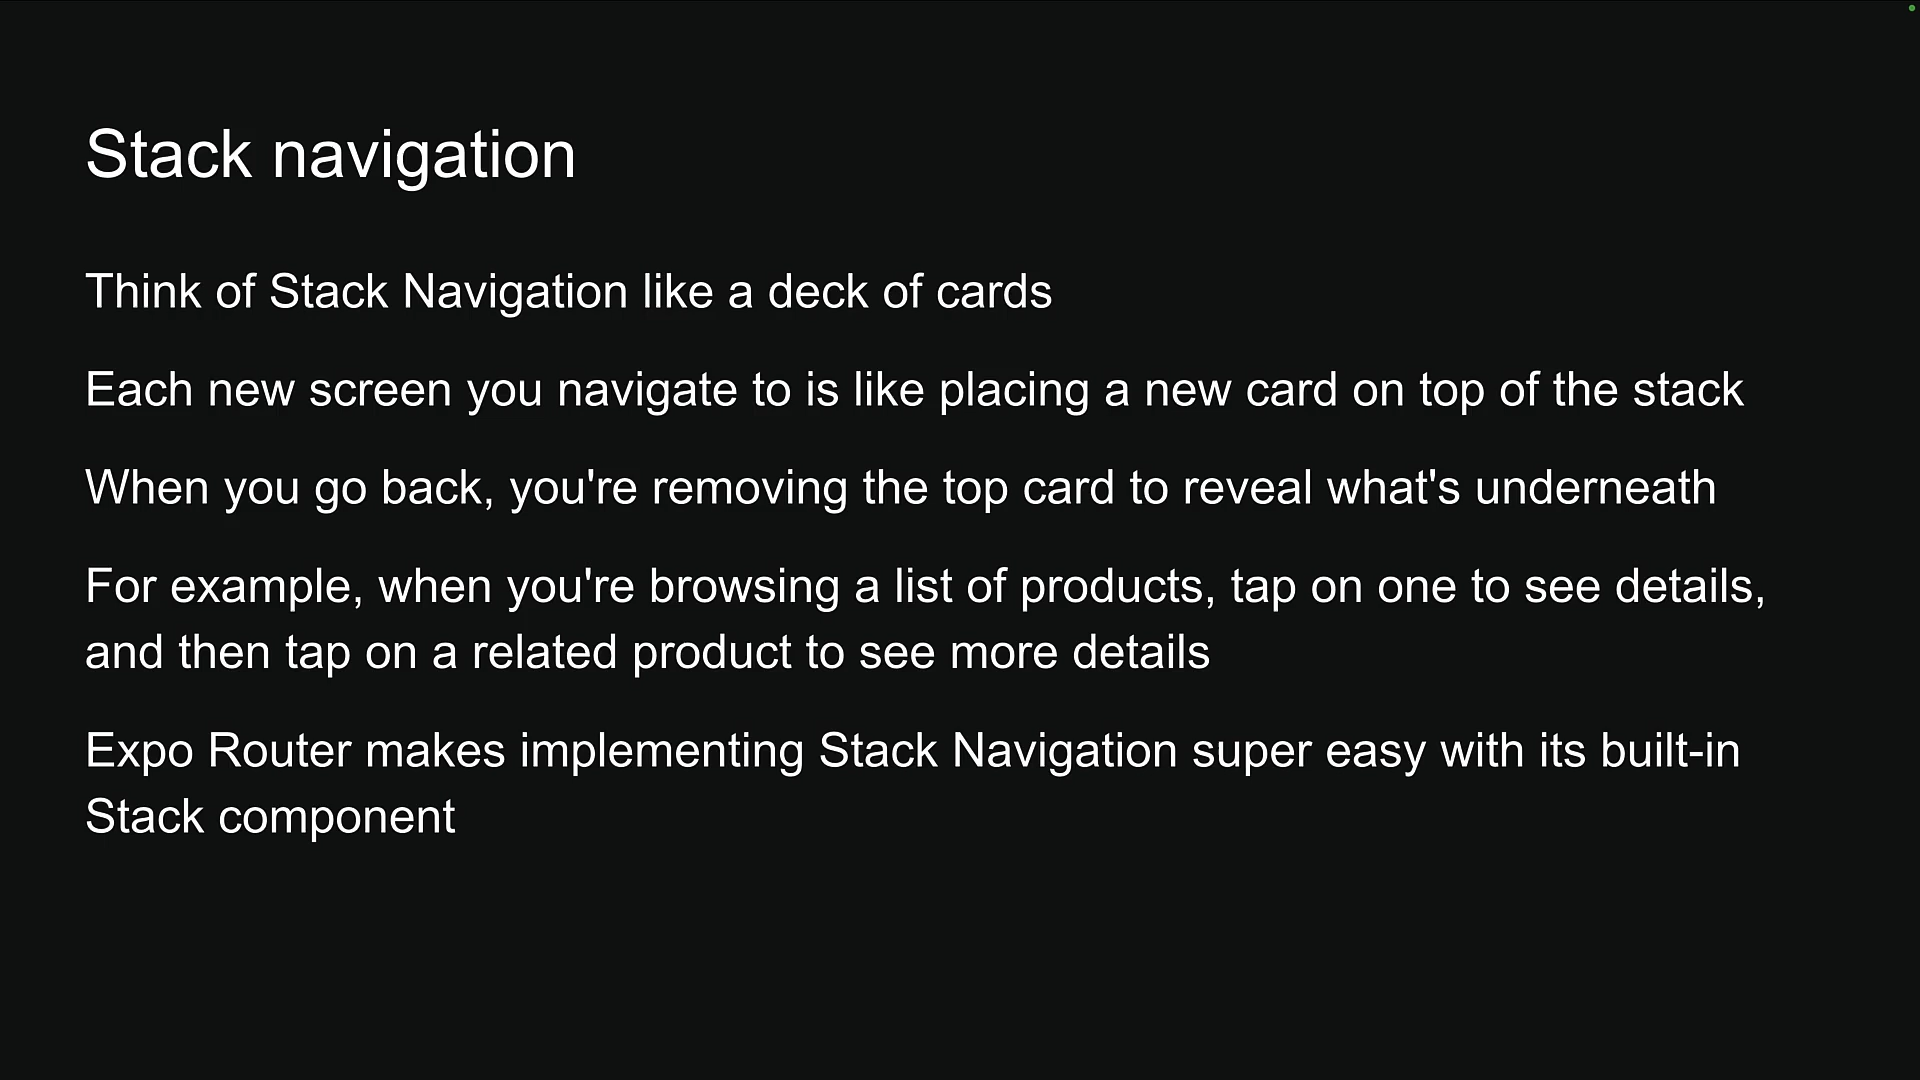 Stack navigation
Think of Stack Navigation like a deck of cards
Each new screen you navigate to is like placing a new card on top of the stack
When you go back, you're removing the top card to reveal what's underneath
For example, when you're browsing a list of products, tap on one to see details,
and then tap on a related product to see more details
Expo Router makes implementing Stack Navigation super easy with its built-in
Stack component